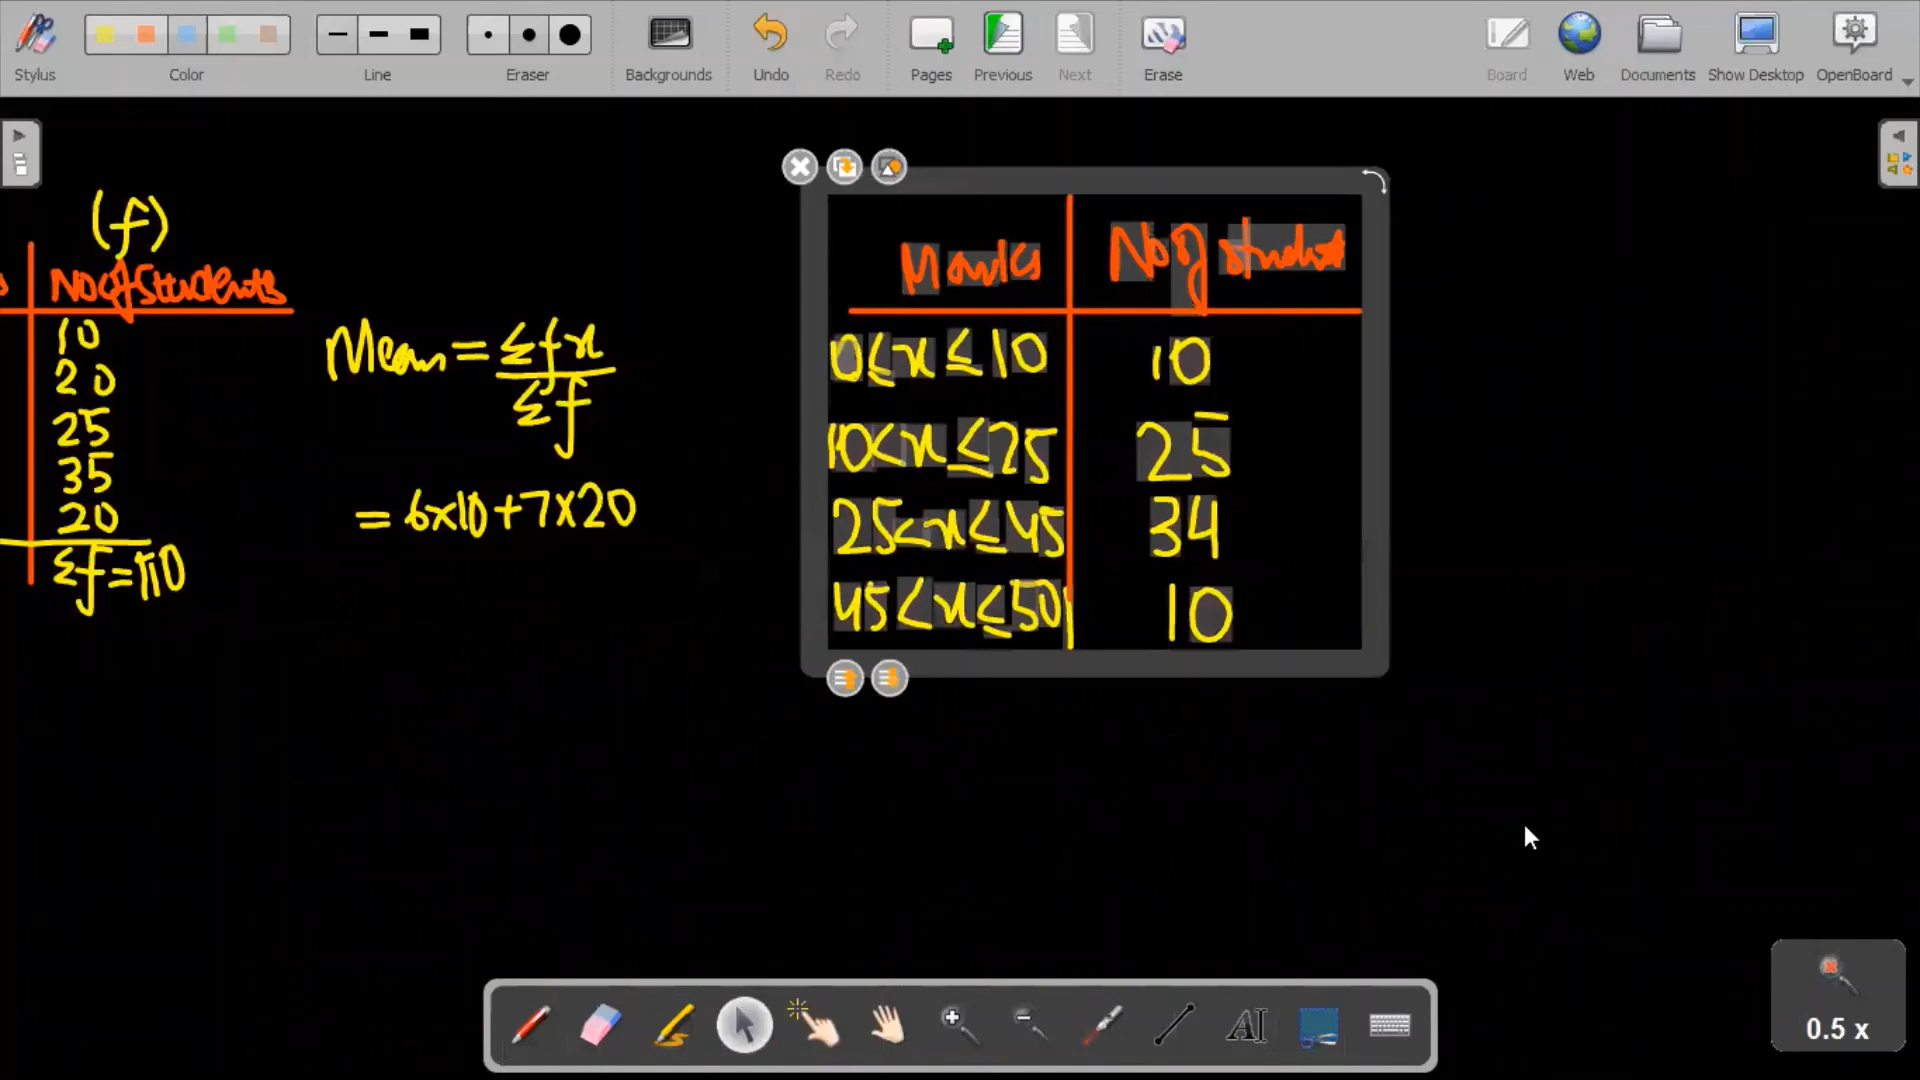 Stylus
Color
Line
Eraser
Backgrounds
Undo
Redo
Pages
Previous
Next
Erase
Board
Web
Documents
Show Desktop
OpenBoard
(f)
No of Students
10
20
25
35
20
Σf=110
Mean = Σfx
Σf
= 6x10+7x20
Marks No of student
0≤x≤10 10
10<x≤25 25
25<x≤45 34
45<x≤50 10
AI
0.5 x